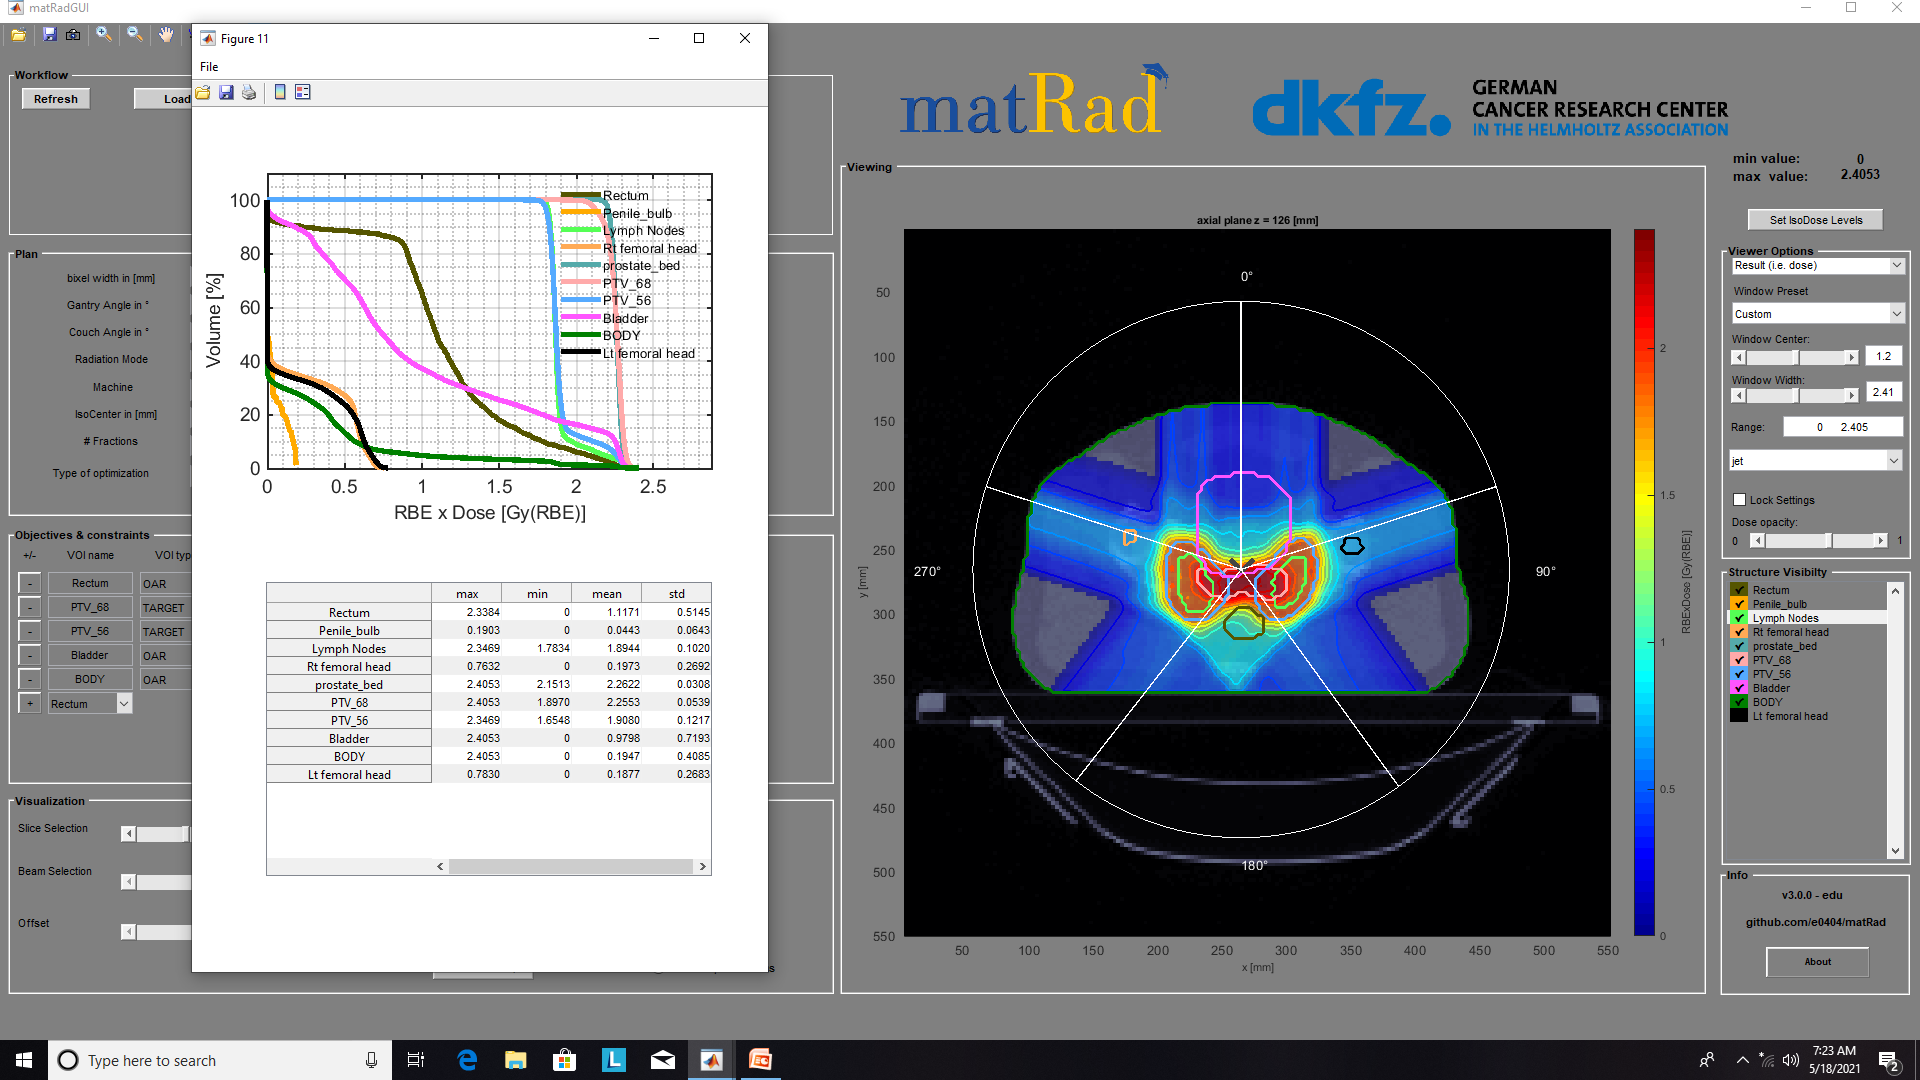 matRadGUI
Figure 11
File
Workflow
Refresh
Load
Plan
bixel width in [mm]
Gantry Angle in °
Couch Angle in °
Radiation Mode
Machine
IsoCenter in [mm]
# Fractions
Type of optimization
Objectives & constraints
+/- VOI name VOI typ
- Rectum OAR
- PTV_68 TARGET
- PTV_56 TARGET
- Bladder OAR
- BODY OAR
+ Rectum
Visualization
Slice Selection
Beam Selection
Offset
100
80
60
40
20
0
Volume [%]
0 0.5 1 1.5 2 2.5
RBE x Dose [Gy(RBE)]
Rectum
Penile_bulb
Lymph Nodes
Rt femoral head
prostate_bed
PTV_68
PTV_56
Bladder
BODY
Lt femoral head
max min mean std
Rectum 2.3384 0 1.1171 0.5145
Penile_bulb 0.1903 0 0.0443 0.0643
Lymph Nodes 2.3469 1.7834 1.8944 0.1020
Rt femoral head 0.7632 0 0.1973 0.2692
prostate_bed 2.4053 2.1513 2.2622 0.0308
PTV_68 2.4053 1.8970 2.2553 0.0539
PTV_56 2.3469 1.6548 1.9080 0.1217
Bladder 2.4053 0 0.9798 0.7193
BODY 2.4053 0 0.1947 0.4085
Lt femoral head 0.7830 0 0.1877 0.2683
matRad
dkfz.
GERMAN
CANCER RESEARCH CENTER
IN THE HELMHOLTZ ASSOCIATION
Viewing
axial plane z = 126 [mm]
0°
90°
180°
270°
50
100
150
200
250
300
350
400
450
500
550
y [mm]
50 100 150 200 250 300 350 400 450 500 550
x [mm]
2
1.5
1
0.5
0
RBExDose [Gy(RBE)]
min value: 0
max value: 2.4053
Set IsoDose Levels
Viewer Options
Result (i.e. dose)
Window Preset
Custom
Window Center:
1.2
Window Width:
2.41
Range: 0 2.405
jet
Lock Settings
Dose opacity:
0 1
Structure Visibilty
Rectum
Penile_bulb
Lymph Nodes
Rt femoral head
prostate_bed
PTV_68
PTV_56
Bladder
BODY
Lt femoral head
Info
v3.0.0 - edu
github.com/e0404/matRad
About
Type here to search
L
7:23 AM
5/18/2021
2